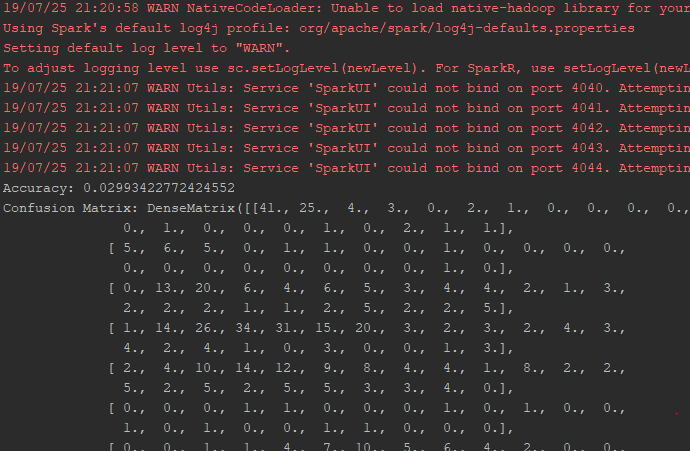 19/07/25 21:20:58 WARN NativeCodeLoader: Unable to load native-hadoop library for your
Using Spark's default log4j profile: org/apache/spark/log4j-defaults.properties
Setting default log level to "WARN".
To adjust logging level use sc.setLogLevel(newLevel). For SparkR, use setLogLevel(newL
19/07/25 21:21:07 WARN Utils: Service 'SparkUI' could not bind on port 4040. Attemptin
19/07/25 21:21:07 WARN Utils: Service 'SparkUI' could not bind on port 4041. Attemptin
19/07/25 21:21:07 WARN Utils: Service 'SparkUI' could not bind on port 4042. Attemptin
19/07/25 21:21:07 WARN Utils: Service 'SparkUI' could not bind on port 4043. Attemptin
19/07/25 21:21:07 WARN Utils: Service 'SparkUI' could not bind on port 4044. Attemptin
Accuracy: 0.02993422772424552
Confusion Matrix: DenseMatrix([[41., 25., 4., 3., 0., 2., 1., 0., 0., 0., 0.,
0., 1., 0., 0., 0., 1., 0., 2., 1., 1.],
[ 5., 6., 5., 0., 1., 1., 0., 0., 1., 0., 0., 0., 0.,
0., 0., 0., 0., 0., 0., 0., 1., 0.],
[ 0., 13., 20., 6., 4., 6., 5., 3., 4., 4., 2., 1., 3.,
2., 2., 2., 1., 1., 2., 5., 2., 2., 5.],
[ 1., 14., 26., 34., 31., 15., 20., 3., 2., 3., 2., 4., 3.,
4., 2., 4., 1., 0., 3., 0., 0., 1., 3.],
[ 2., 4., 10., 14., 12., 9., 8., 4., 4., 1., 8., 2., 2.,
5., 2., 5., 2., 5., 5., 3., 3., 4., 0.],
[ 0., 0., 0., 1., 1., 0., 0., 0., 1., 0., 1., 0., 0.,
1., 0., 1., 0., 0., 1., 1., 0., 0., 0.],
[ 0., 0., 1., 1., 4., 7., 10., 5., 6., 4., 2., 0., 0.,